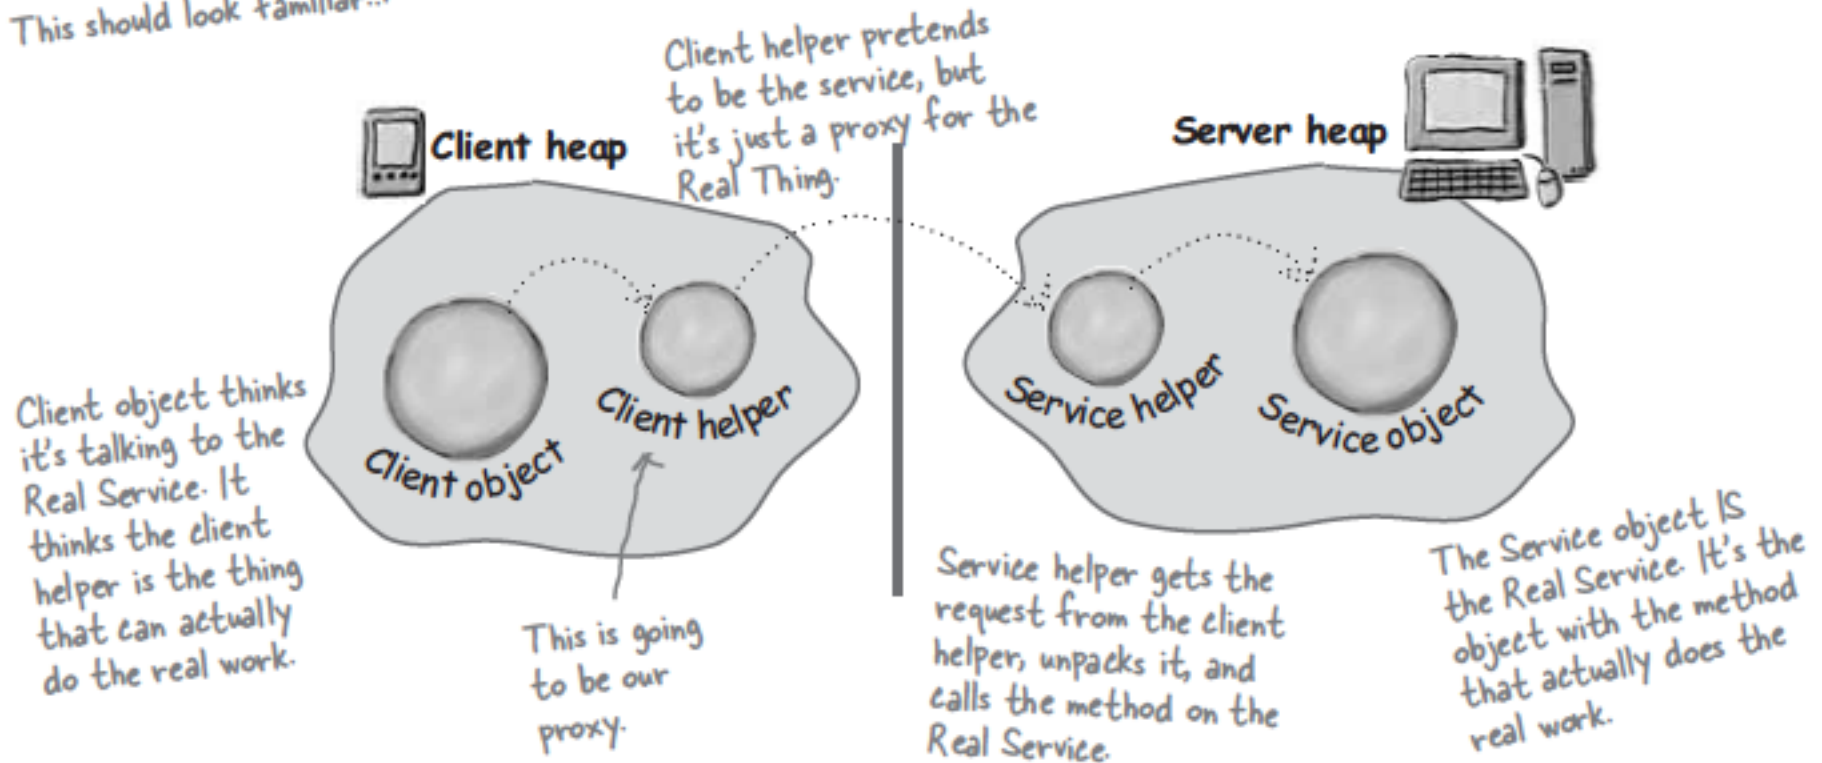 This should look familiar...
Client helper pretends
to be the service, but
it's just a proxy for the
Real Thing.
Client heap
Server heap
Client object thinks
it's talking to the
Real Service. It
thinks the client
helper is the thing
that can actually
do the real work.
Client object
Client helper
Service helper
Service object
This is going
to be our
proxy.
Service helper gets the
request from the client
helper, unpacks it, and
calls the method on the
Real Service.
The Service object IS
the Real Service. It's the
object with the method
that actually does the
real work.